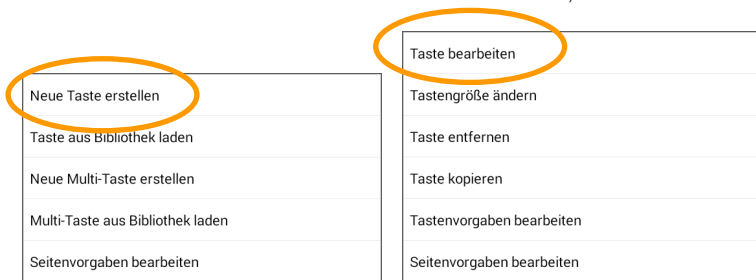 Neue Taste erstellen
Taste aus Bibliothek laden
Neue Multi-Taste erstellen
Multi-Taste aus Bibliothek laden
Seitenvorgaben bearbeiten
Taste bearbeiten
Tastengröße ändern
Taste entfernen
Taste kopieren
Tastenvorgaben bearbeiten
Seitenvorgaben bearbeiten